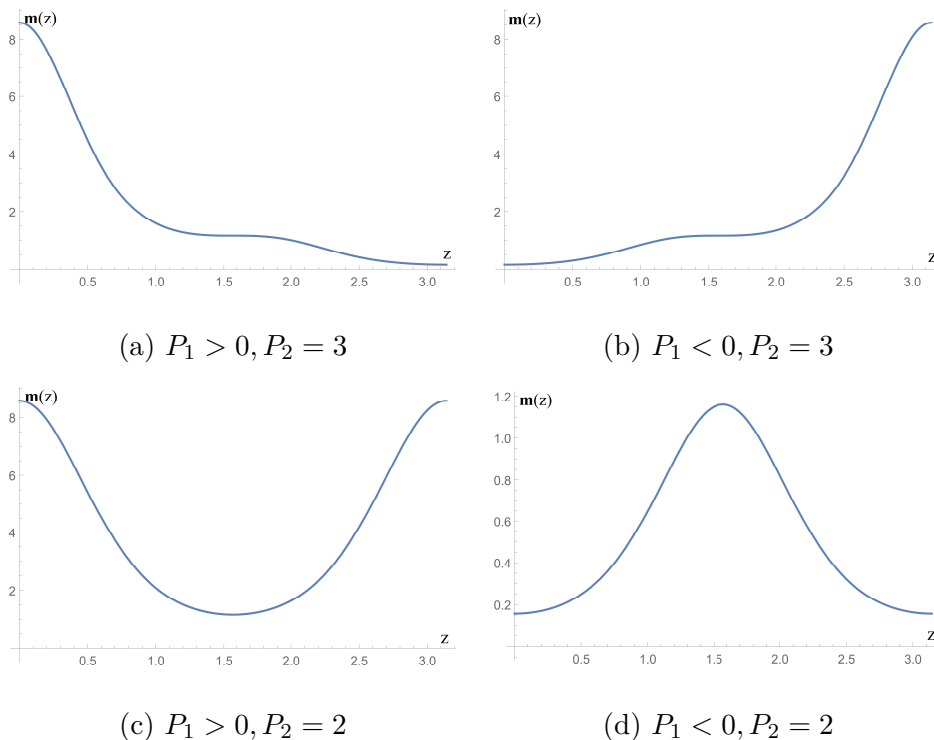 m(z)
8
6
4
2
z
0.5 1.0 1.5 2.0 2.5 3.0
(a) P₁ > 0, P₂ = 3
m(z)
8
6
4
2
z
0.5 1.0 1.5 2.0 2.5 3.0
(b) P₁ < 0, P₂ = 3
m(z)
8
6
4
2
z
0.5 1.0 1.5 2.0 2.5 3.0
(c) P₁ > 0, P₂ = 2
1.2
m(z)
1.0
0.8
0.6
0.4
0.2
z
0.5 1.0 1.5 2.0 2.5 3.0
(d) P₁ < 0, P₂ = 2